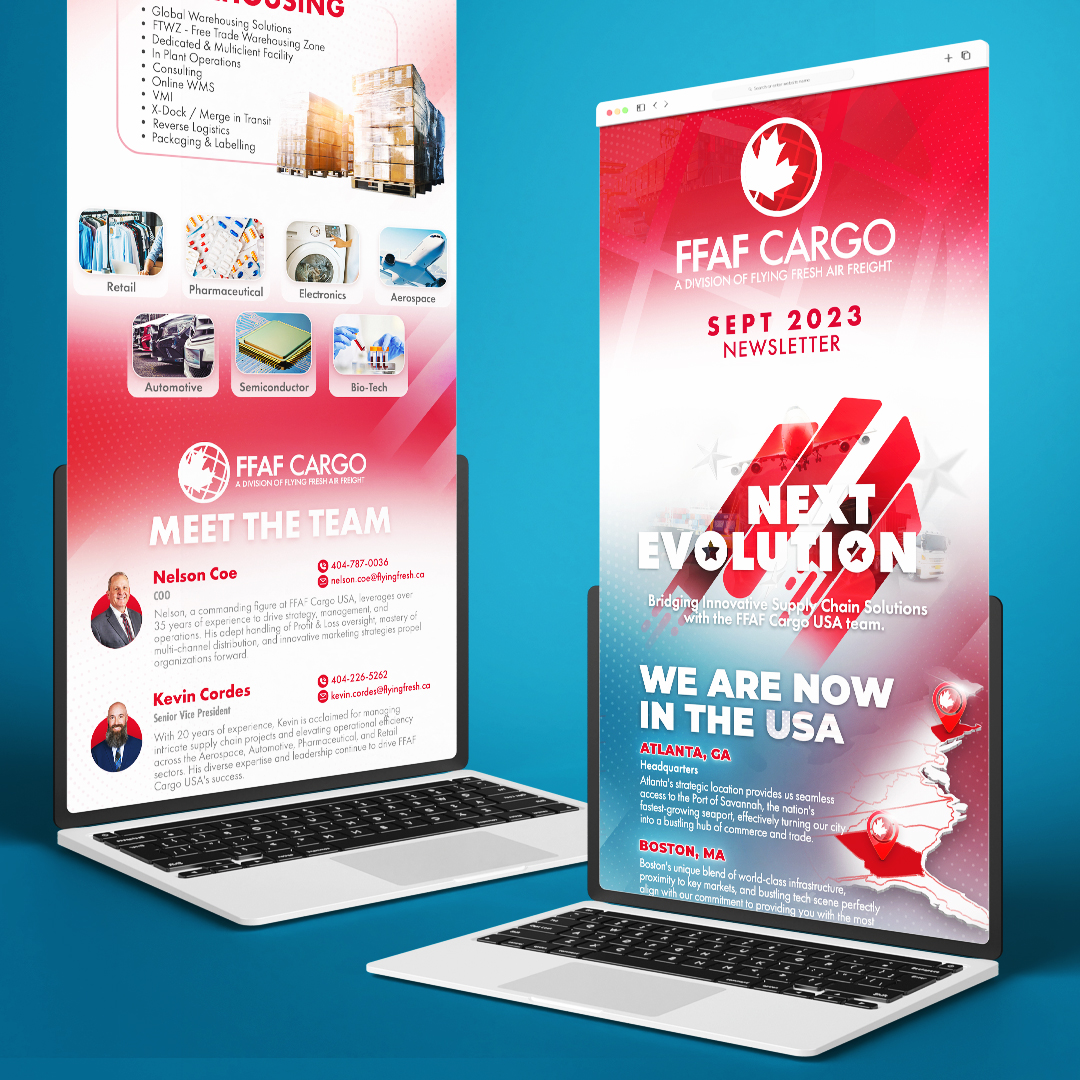 HOUSING
• Global Warehousing Solutions
• FTWZ - Free Trade Warehousing Zone
• Dedicated & Multiclient Facility
• In Plant Operations
• Consulting
• Online WMS
• VMI
• X-Dock / Merge in Transit
• Reverse Logistics
• Packaging & Labelling
Retail
Pharmaceutical
Electronics
Aerospace
Automotive
Semiconductor
Bio-Tech
FFAF CARGO
A DIVISION OF FLYING FRESH AIR FREIGHT
MEET THE TEAM
Nelson Coe
COO
404-787-0036
nelson.coe@flyingfresh.ca
Nelson, a commanding figure at FFAF Cargo USA, leverages over
35 years of experience to drive strategy, management, and
operations. His adept handling of Profit & Loss oversight, mastery of
multi-channel distribution, and innovative marketing strategies propel
organizations forward.
Kevin Cordes
Senior Vice President
404-226-5262
kevin.cordes@flyingfresh.ca
With 20 years of experience, Kevin is acclaimed for managing
intricate supply chain projects and elevating operational efficiency
across the Aerospace, Automotive, Pharmaceutical, and Retail
sectors. His diverse expertise and leadership continue to drive FFAF
Cargo USA's success.
Search or enter website name
FFAF CARGO
A DIVISION OF FLYING FRESH AIR FREIGHT
SEPT 2023
NEWSLETTER
NEXT
EVOLUTION
Bridging Innovative Supply Chain Solutions
with the FFAF Cargo USA team.
WE ARE NOW
IN THE USA
ATLANTA, GA
Headquarters
Atlanta's strategic location provides us seamless
access to the Port of Savannah, the nation's
fastest-growing seaport, effectively turning our city
into a bustling hub of commerce and trade.
BOSTON, MA
Boston's unique blend of world-class infrastructure,
proximity to key markets, and bustling tech scene perfectly
align with our commitment to providing you with the most